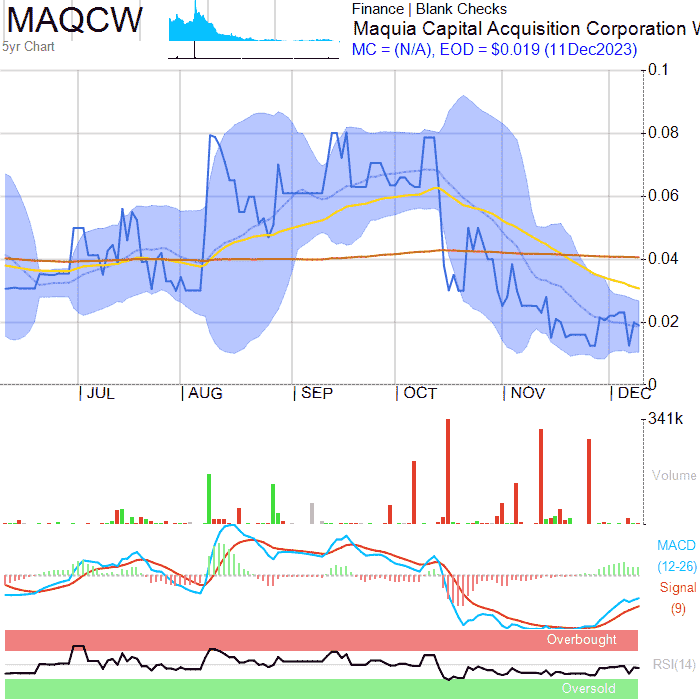 MAQCW
5yr Chart
Finance | Blank Checks
Maquia Capital Acquisition Corporation W
MC = (N/A), EOD = $0.019 (11Dec2023)
0.1
0.08
0.06
0.04
0.02
0
JUL AUG SEP OCT NOV DEC
341k
Volume
MACD
(12-26)
Signal
(9)
Overbought
RSI(14)
Oversold